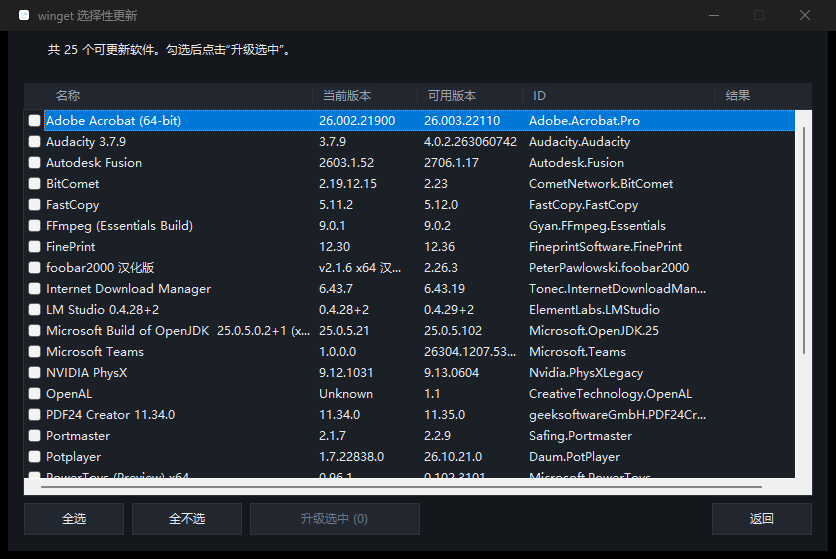 winget 选择性更新
共 25 个可更新软件。勾选后点击“升级选中”。
名称 当前版本 可用版本 ID 结果
Adobe Acrobat (64-bit) 26.002.21900 26.003.22110 Adobe.Acrobat.Pro
Audacity 3.7.9 3.7.9 4.0.2.263060742 Audacity.Audacity
Autodesk Fusion 2603.1.52 2706.1.17 Autodesk.Fusion
BitComet 2.19.12.15 2.23 CometNetwork.BitComet
FastCopy 5.11.2 5.12.0 FastCopy.FastCopy
FFmpeg (Essentials Build) 9.0.1 9.0.2 Gyan.FFmpeg.Essentials
FinePrint 12.30 12.36 FineprintSoftware.FinePrint
foobar2000 汉化版 v2.1.6 x64 汉... 2.26.3 PeterPawlowski.foobar2000
Internet Download Manager 6.43.7 6.43.19 Tonec.InternetDownloadMan...
LM Studio 0.4.28+2 0.4.28+2 0.4.29+2 ElementLabs.LMStudio
Microsoft Build of OpenJDK 25.0.5.0.2+1 (x... 25.0.5.21 25.0.5.102 Microsoft.OpenJDK.25
Microsoft Teams 1.0.0.0 26304.1207.53... Microsoft.Teams
NVIDIA PhysX 9.12.1031 9.13.0604 Nvidia.PhysXLegacy
OpenAL Unknown 1.1 CreativeTechnology.OpenAL
PDF24 Creator 11.34.0 11.34.0 11.35.0 geeksoftwareGmbH.PDF24Cr...
Portmaster 2.1.7 2.2.9 Safing.Portmaster
Potplayer 1.7.22838.0 26.10.21.0 Daum.PotPlayer
PowerToys (Preview) x64 0.96.1 0.102.3101 Microsoft.PowerToys
全选 全不选 升级选中 (0) 返回